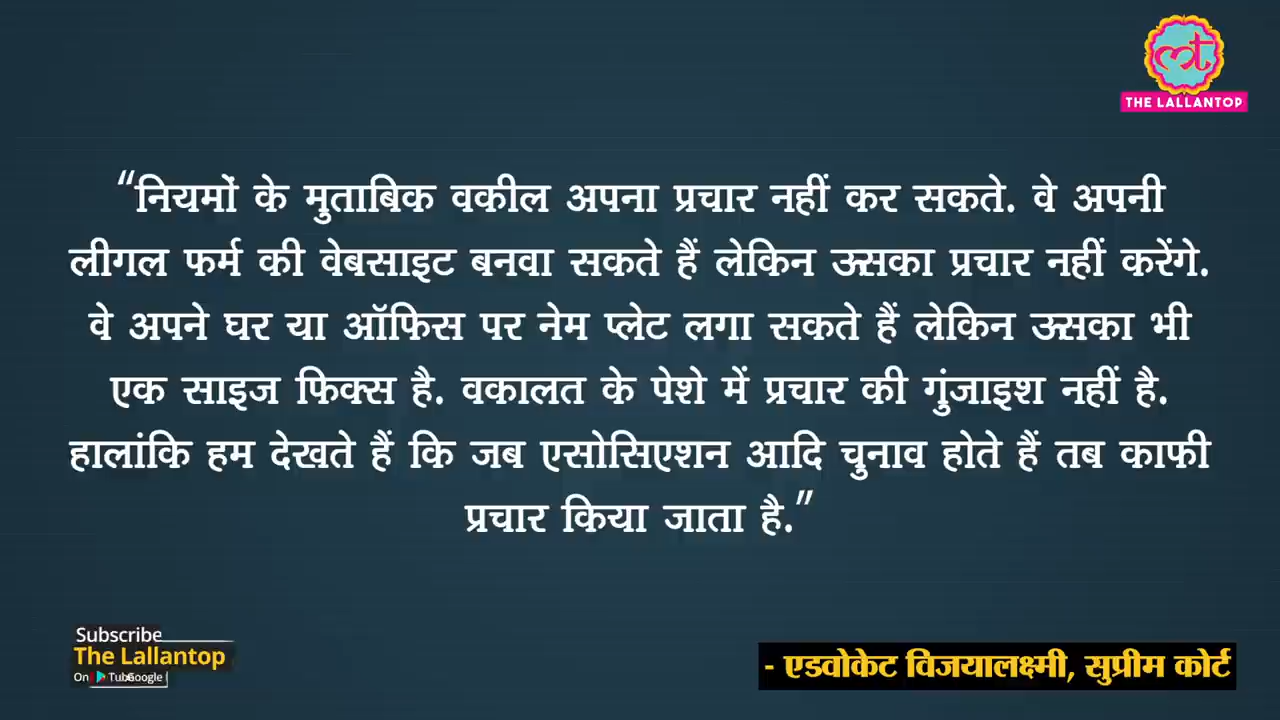 THE LALLANTOP
“नियमों के मुताबिक वकील अपना प्रचार नहीं कर सकते. वे अपनी
लीगल फर्म की वेबसाइट बनवा सकते हैं लेकिन उसका प्रचार नहीं करेंगे.
वे अपने घर या ऑफिस पर नेम प्लेट लगा सकते हैं लेकिन उसका भी
एक साइज फिक्स है. वकालत के पेशे में प्रचार की गुंजाइश नहीं है.
हालांकि हम देखते हैं कि जब एसोसिएशन आदि चुनाव होते हैं तब काफी
प्रचार किया जाता है.”
Subscribe
The Lallantop
On
- एडवोकेट विजयालक्ष्मी, सुप्रीम कोर्ट